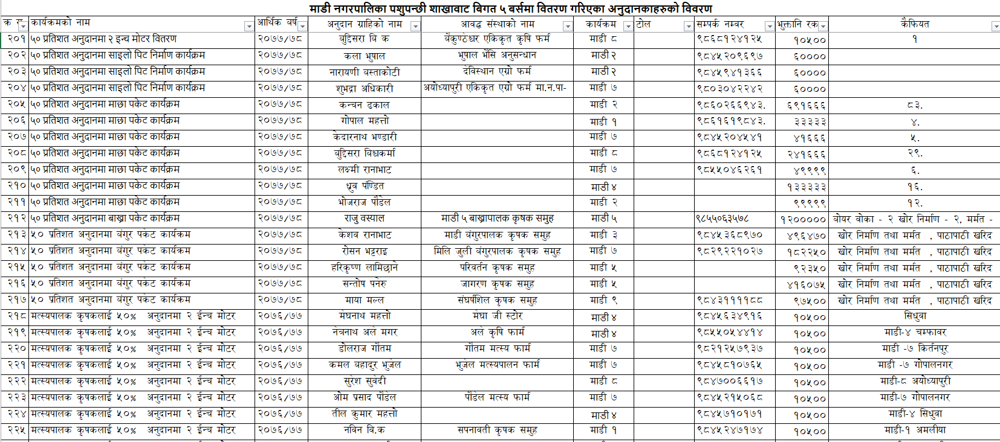 माडी नगरपालिका पशुपन्छी शाखावाट बिगत ५ बर्समा वितरण गरिएका अनुदानकाहरुको विवरण
क्र स कार्यक्रमको नाम आर्थिक बर्ष अनुदान ग्राहिको नाम आवद्ध संस्थाको नाम कार्यक्रम टोल सम्पर्क नम्वर भुक्तानि रक कैफियत
२०१ ५० प्रतिशत अनुदानमा २ इन्च मोटर वितरण २०७७/७८ बुद्दिसरा बि क बैकुण्ठेश्वर एकिकृत कृषि फर्म माडी ८ ९८६८१२४१२५ १०५०० १
२०२ ५० प्रतिशत अनुदानमा साइलो पिट निर्माण कार्यक्रम २०७७/७८ कला भुषाल भुषाल भैंसि अनुसन्धान माडी २ ९८४५२०९६९७ ६००००
२०३ ५० प्रतिशत अनुदानमा साइलो पिट निर्माण कार्यक्रम २०७७/७८ नारायणी बस्ताकोटी देविस्थान एग्रो फर्म माडी २ ९८४५९४१३६६ ६००००
२०४ ५० प्रतिशत अनुदानमा साइलो पिट निर्माण कार्यक्रम २०७७/७८ शुभद्रा अधिकारी अयोध्यापुरी एकिकृत एग्रो फर्म मा.न.पा- माडी ७ ९८०३०४२२४२ ६००००
२०५ ५० प्रतिशत अनुदानमा माछा पकेट कार्यक्रम २०७७/७८ कन्चन ढकाल माडी २ ९८६०२६६९४३. ६९१६६६ ८३.
२०६ ५० प्रतिशत अनुदानमा माछा पकेट कार्यक्रम २०७७/७८ गोपाल महत्तो माडी १ ९८६१६१९८४३. ३३३३३ ४.
२०७ ५० प्रतिशत अनुदानमा माछा पकेट कार्यक्रम २०७७/७८ केदारनाथ भण्डारी माडी ७ ९८४५२०४५४१ ४१६६६ ५.
२०८ ५० प्रतिशत अनुदानमा माछा पकेट कार्यक्रम २०७७/७८ बुद्दिसरा विश्वकर्मा माडी ८ ९८६८१२४१२५ २४१६६६ २९.
२०९ ५० प्रतिशत अनुदानमा माछा पकेट कार्यक्रम २०७७/७८ लक्ष्मी रानाभाट माडी ७ ९८५५०४६२६१ ४९९९९ ६.
२१० ५० प्रतिशत अनुदानमा माछा पकेट कार्यक्रम २०७७/७८ ध्रुव पण्डित माडी ४ १३३३३३ १६.
२११ ५० प्रतिशत अनुदानमा माछा पकेट कार्यक्रम २०७७/७८ भोजराज पौडेल माडी २ ९९९९९ १२.
२१२ ५० प्रतिशत अनुदानमा बाख्रा पकेट कार्यक्रम २०७७/७८ राजु वस्याल माडी ५ बाख्रापालक कृषक समुह माडी ५ ९८५५०६३५७८ १२००००० बोयर बोका - २ खोर निर्माण - २, मर्मत -
२१३ ५० प्रतिशत अनुदानमा बंगुर पकेट कार्यक्रम २०७७/७८ केशव रानाभाट माडी बंगुरपालक कृषक समुह माडी ३ ९८४५३६८९७० ४९६४७० खोर निर्माण तथा मर्मत , पाठापाठी खरिद
२१४ ५० प्रतिशत अनुदानमा बंगुर पकेट कार्यक्रम २०७७/७८ रोसन भट्टराइ मिलि जुली बंगुरपालक कृषक समुह माडी ७ ९८२९२२१०२७ १८२२५० खोर निर्माण तथा मर्मत , पाठापाठी खरिद
२१५ ५० प्रतिशत अनुदानमा बंगुर पकेट कार्यक्रम २०७७/७८ हरिकृष्ण लामिछाने परिवर्तन कृषक समुह माडी ५ ९२३५० खोर निर्माण तथा मर्मत , पाठापाठी खरिद
२१६ ५० प्रतिशत अनुदानमा बंगुर पकेट कार्यक्रम २०७७/७८ सन्तोष पनेरु जागरण कृषक समुह माडी ५ ४१६०७५ खोर निर्माण तथा मर्मत , पाठापाठी खरिद
२१७ ५० प्रतिशत अनुदानमा बंगुर पकेट कार्यक्रम २०७७/७८ माया मल्ल संघर्षशिल कृषक समुह माडी ९ ९८४३१११९८८ ९७५०० खोर निर्माण तथा मर्मत , पाठापाठी खरिद
२१८ मत्स्यपालक कृषकलाई ५०% अनुदानमा २ ईन्च मोटर २०७६/७७ मेघनाथ महत्तो मेघा जी स्टोर माडी ४ ९८४५६३४९१६ १०५०० सिधुवा
२१९ मत्स्यपालक कृषकलाई ५०% अनुदानमा २ ईन्च मोटर २०७६/७७ नेत्रनाथ अले मगर अले कृषि फार्म माडी ४ ९८५५०५४४१४ १०५०० माडी-४ चम्फावर
२२० मत्स्यपालक कृषकलाई ५०% अनुदानमा २ ईन्च मोटर २०७६/७७ डोलराज गौतम गौतम मत्स्य फार्म माडी ७ ९८२१२५७९३७ १०५०० माडी -७ किर्तनपुर
२२१ मत्स्यपालक कृषकलाई ५०% अनुदानमा २ ईन्च मोटर २०७६/७७ कमल बहादुर भुजेल भुजेल मत्स्यपालन फार्म माडी ७ ९८४५८१०७६५ १०५०० माडी -७ गोपालनगर
२२२ मत्स्यपालक कृषकलाई ५०% अनुदानमा २ ईन्च मोटर २०७६/७७ सुरेश सुवेदी माडी ८ ९८४७००६६१७ १०५०० माडी-८ अयोध्यापुरी
२२३ मत्स्यपालक कृषकलाई ५०% अनुदानमा २ ईन्च मोटर २०७६/७७ ओम प्रसाद पौडेल पौडेल मत्स्य फार्म माडी ७ ९८४५२१५०६८ १०५०० माडी-७ गोपालनगर
२२४ मत्स्यपालक कृषकलाई ५०% अनुदानमा २ ईन्च मोटर २०७६/७७ तील कुमार महत्तो माडी ४ ९८४५७१०१७१ १०५०० माडी-४ सिधुवा
२२५ मत्स्यपालक कृषकलाई ५०% अनुदानमा २ ईन्च मोटर २०७६/७७ नविन वि.क सपनावती कृषक समुह माडी १ ९८४५२४७१७४ १०५०० माडी-१ अमलीया